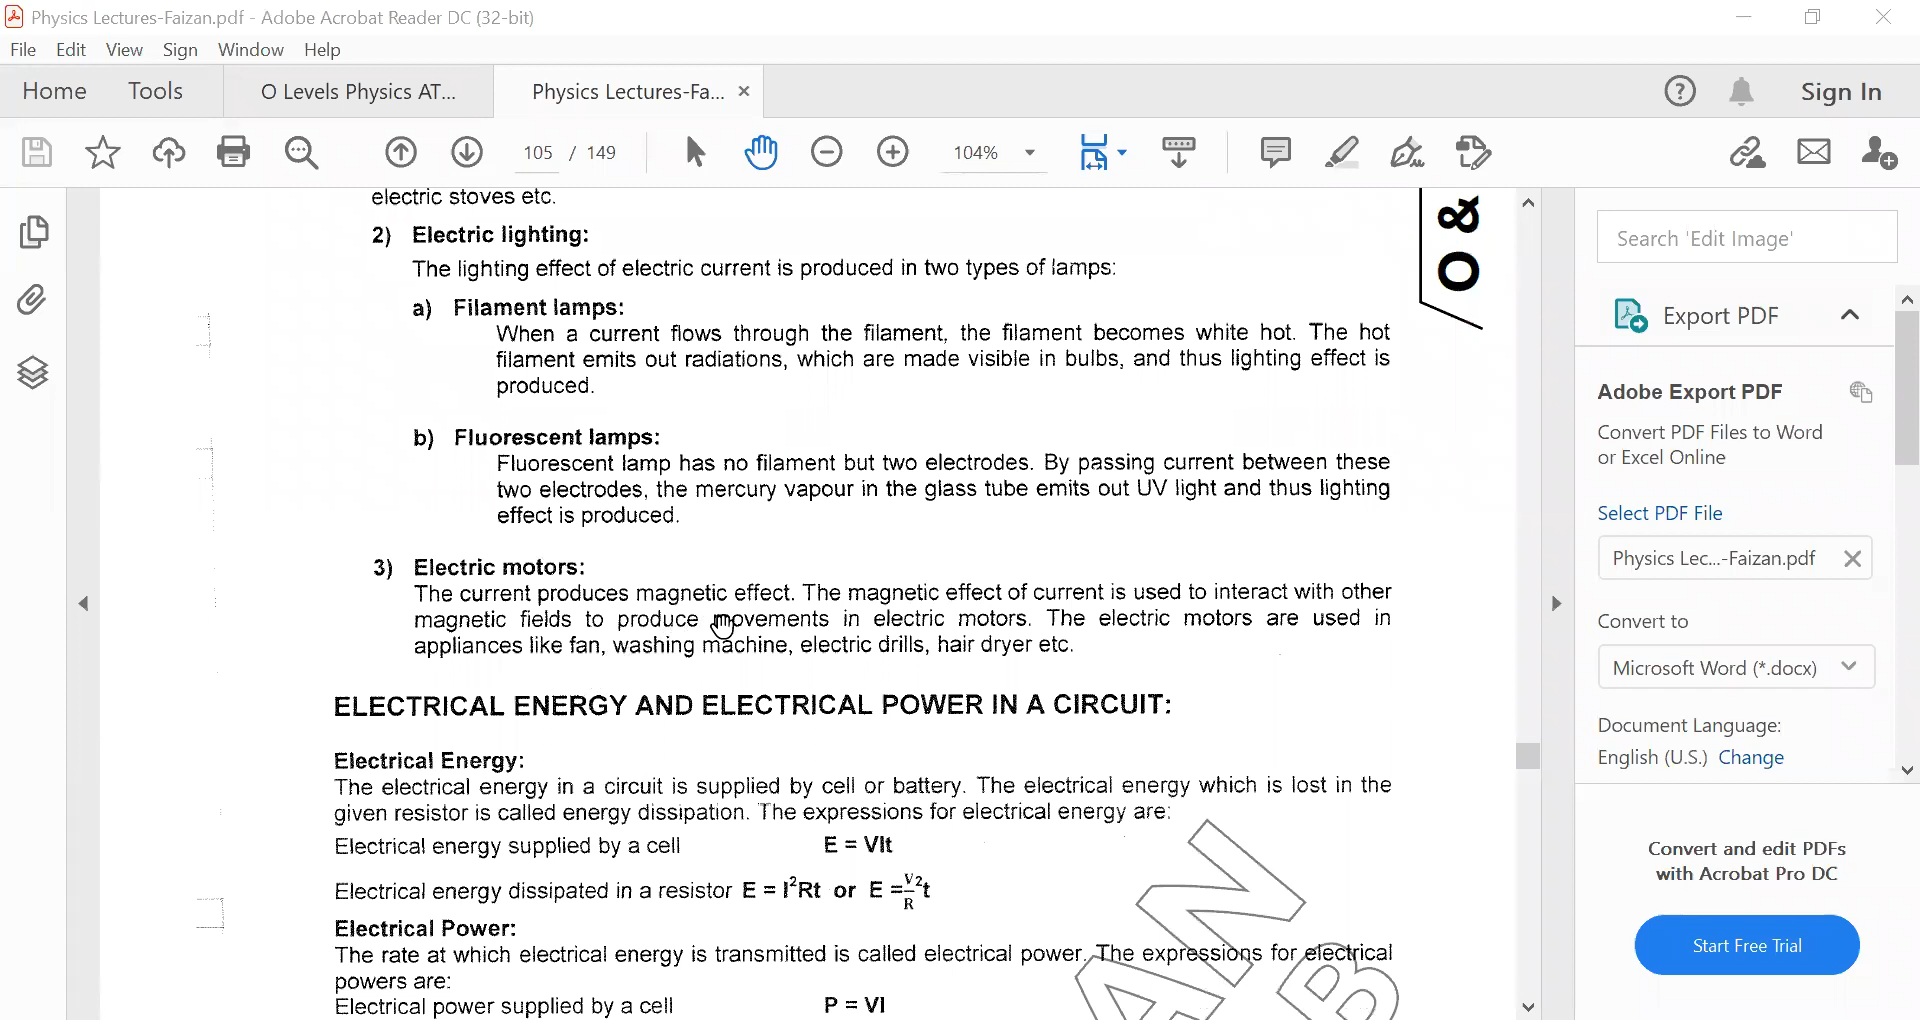 Physics Lectures-Faizan.pdf - Adobe Acrobat Reader DC (32-bit)
File Edit View Sign Window Help
Home Tools O Levels Physics AT... Physics Lectures-Fa... Sign In
105 / 149 104%
electric stoves etc.
2) Electric lighting:
The lighting effect of electric current is produced in two types of lamps:
a) Filament lamps:
When a current flows through the filament, the filament becomes white hot. The hot
filament emits out radiations, which are made visible in bulbs, and thus lighting effect is
produced.
b) Fluorescent lamps:
Fluorescent lamp has no filament but two electrodes. By passing current between these
two electrodes, the mercury vapour in the glass tube emits out UV light and thus lighting
effect is produced.
3) Electric motors:
The current produces magnetic effect. The magnetic effect of current is used to interact with other
magnetic fields to produce movements in electric motors. The electric motors are used in
appliances like fan, washing machine, electric drills, hair dryer etc.
ELECTRICAL ENERGY AND ELECTRICAL POWER IN A CIRCUIT:
Electrical Energy:
The electrical energy in a circuit is supplied by cell or battery. The electrical energy which is lost in the
given resistor is called energy dissipation. The expressions for electrical energy are:
Electrical energy supplied by a cell E = VIt
Electrical energy dissipated in a resistor E = I²Rt or E = V²/R t
Electrical Power:
The rate at which electrical energy is transmitted is called electrical power. The expressions for electrical
powers are:
Electrical power supplied by a cell P = VI
O &
AN
B
Search 'Edit Image'
Export PDF
Adobe Export PDF
Convert PDF Files to Word
or Excel Online
Select PDF File
Physics Lec...-Faizan.pdf
Convert to
Microsoft Word (*.docx)
Document Language:
English (U.S.) Change
Convert and edit PDFs
with Acrobat Pro DC
Start Free Trial